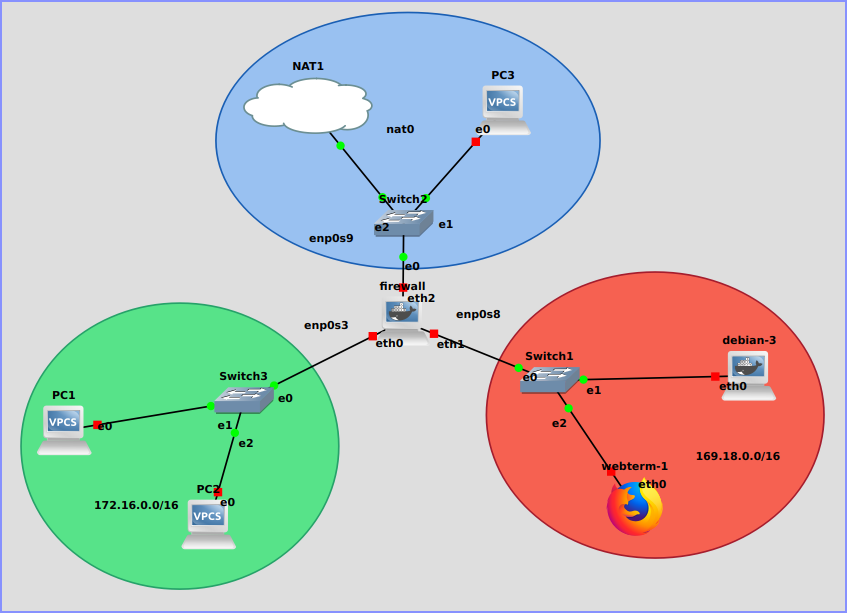 NAT1
PC3
VPCS
e0
nat0
Switch2
e2
e1
enp0s9
e0
firewall
eth2
enp0s8
enp0s3
eth0
eth1
Switch1
debian-3
e0
eth0
e1
e2
webterm-1
169.18.0.0/16
eth0
Switch3
PC1
e0
VPCS
e0
e1
e2
PC2
e0
172.16.0.0/16
VPCS